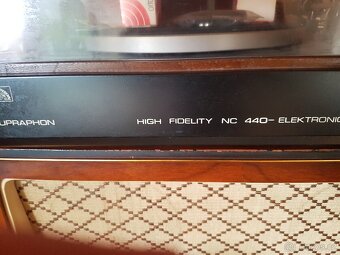 UPRAPHON
HIGH FIDELITY NC 440- ELEKTRONIC